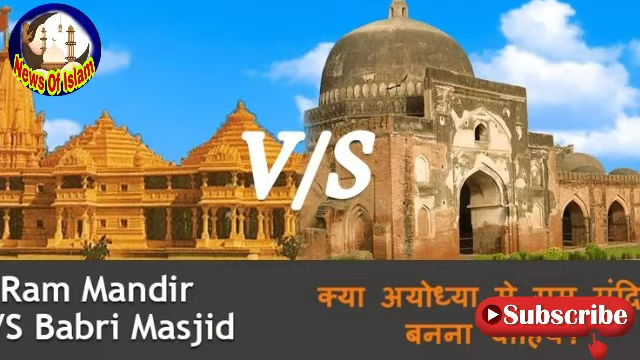 News Of Islam
V/S
Ram Mandir
/S Babri Masjid
क्या अयोध्या मे राम
बनना
Subscribe